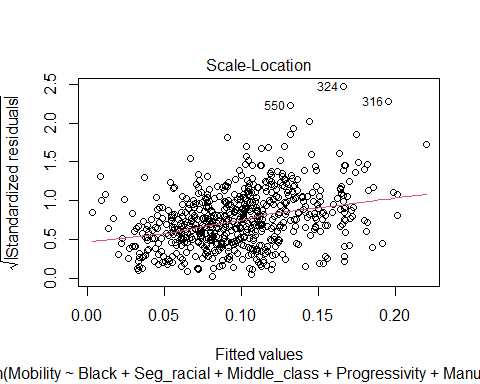 Scale-Location
√|Standardized residuals|
2.5
2.0
1.5
1.0
0.5
0.0
324
316
550
0.00 0.05 0.10 0.15 0.20
Fitted values
m(Mobility ~ Black + Seg_racial + Middle_class + Progressivity + Manu